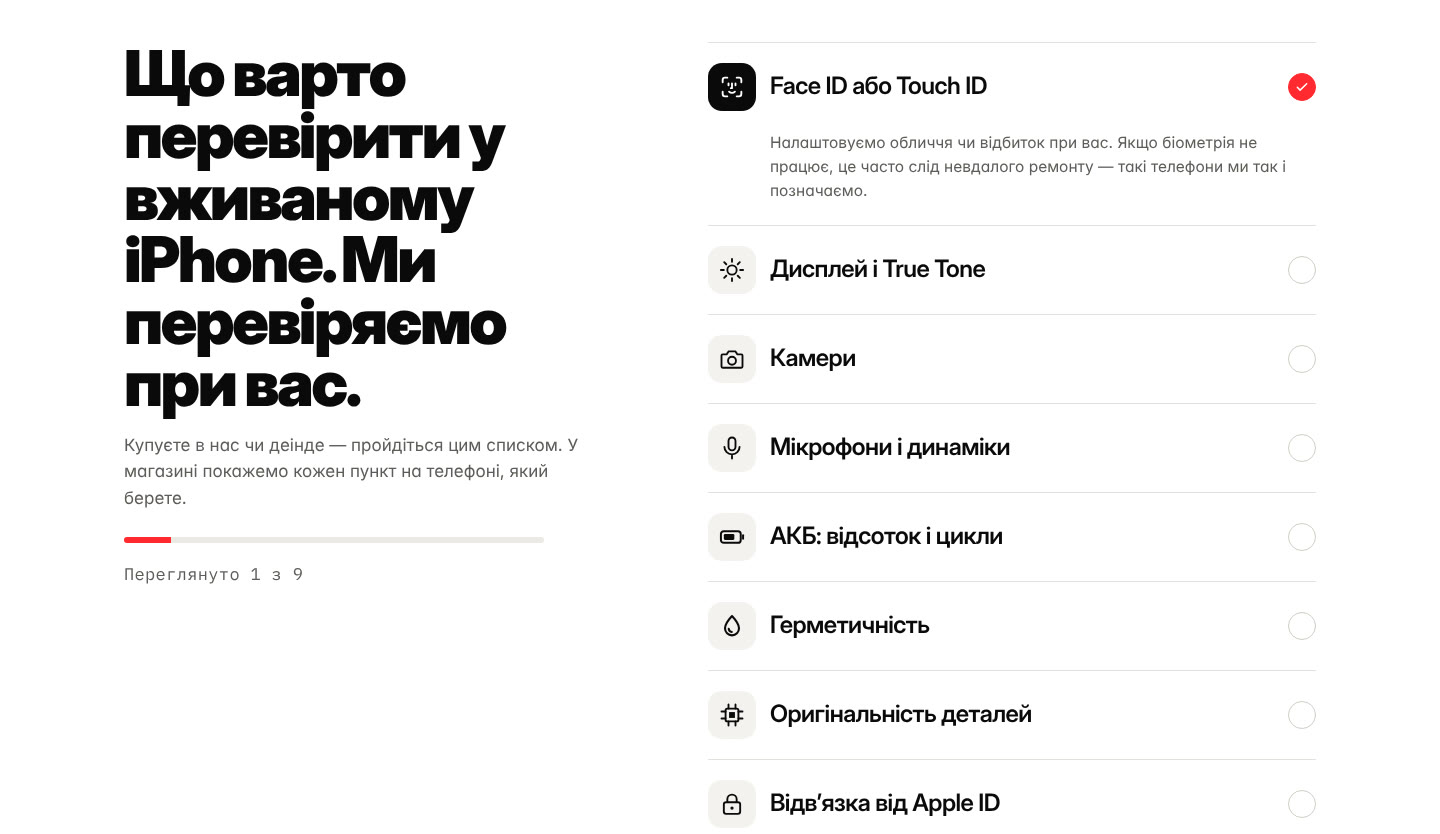 Що варто
перевірити у
вживаному
iPhone. Ми
перевіряємо
при вас.
Купуєте в нас чи деінде — пройдіться цим списком. У
магазині покажемо кожен пункт на телефоні, який
берете.
Переглянуто 1 з 9
Face ID або Touch ID
Налаштовуємо обличчя чи відбиток при вас. Якщо біометрія не
працює, це часто слід невдалого ремонту — такі телефони ми так і
позначаємо.
Дисплей і True Tone
Камери
Мікрофони і динаміки
АКБ: відсоток і цикли
Герметичність
Оригінальність деталей
Відв’язка від Apple ID